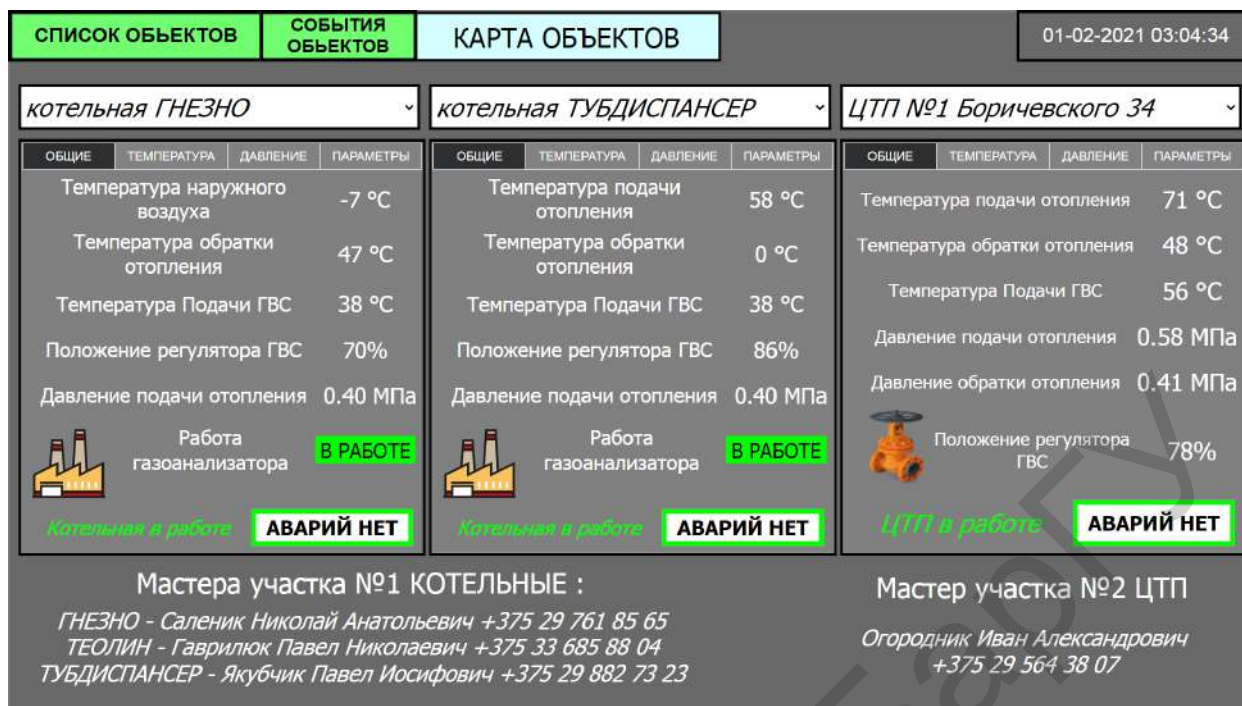 СПИСОК ОБЬЕКТОВ
СОБЫТИЯ
ОБЬЕКТОВ
КАРТА ОБЪЕКТОВ
01-02-2021 03:04:34
котельная ГНЕЗНО
ОБЩИЕ ТЕМПЕРАТУРА ДАВЛЕНИЕ ПАРАМЕТРЫ
Температура наружного
воздуха
-7 °C
Температура обратки
отопления
47 °C
Температура Подачи ГВС 38 °C
Положение регулятора ГВС 70%
Давление подачи отопления 0.40 МПа
Работа
газоанализатора
В РАБОТЕ
Котельная в работе АВАРИЙ НЕТ
котельная ТУБДИСПАНСЕР
ОБЩИЕ ТЕМПЕРАТУРА ДАВЛЕНИЕ ПАРАМЕТРЫ
Температура подачи
отопления
58 °C
Температура обратки
отопления
0 °C
Температура Подачи ГВС 38 °C
Положение регулятора ГВС 86%
Давление подачи отопления 0.40 МПа
Работа
газоанализатора
В РАБОТЕ
Котельная в работе АВАРИЙ НЕТ
ЦТП №1 Боричевского 34
ОБЩИЕ ТЕМПЕРАТУРА ДАВЛЕНИЕ ПАРАМЕТРЫ
Температура подачи отопления 71 °C
Температура обратки отопления 48 °C
Температура Подачи ГВС 56 °C
Давление подачи отопления 0.58 МПа
Давление обратки отопления 0.41 МПа
Положение регулятора
ГВС
78%
ЦТП в работе АВАРИЙ НЕТ
Мастера участка №1 КОТЕЛЬНЫЕ :
ГНЕЗНО - Саленик Николай Анатольевич +375 29 761 85 65
ТЕОЛИН - Гаврилюк Павел Николаевич +375 33 685 88 04
ТУБДИСПАНСЕР - Якубчик Павел Иосифович +375 29 882 73 23
Мастер участка №2 ЦТП
Огородник Иван Александрович
+375 29 564 38 07